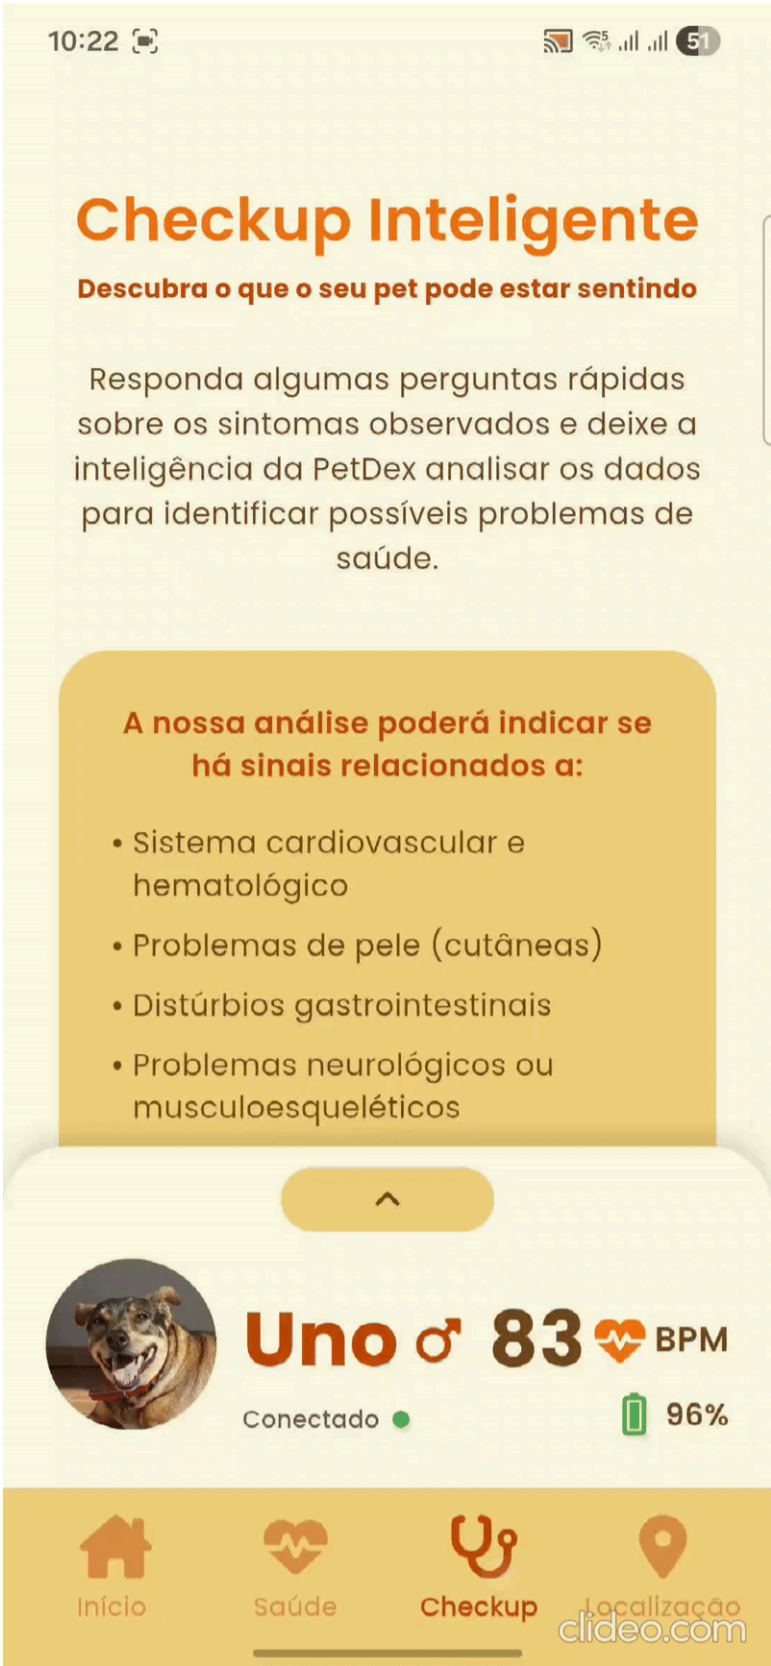 10:22
5
51
Checkup Inteligente
Descubra o que o seu pet pode estar sentindo
Responda algumas perguntas rápidas
sobre os sintomas observados e deixe a
inteligência da PetDex analisar os dados
para identificar possíveis problemas de
saúde.
A nossa análise poderá indicar se
há sinais relacionados a:
• Sistema cardiovascular e
hematológico
• Problemas de pele (cutâneas)
• Distúrbios gastrointestinais
• Problemas neurológicos ou
musculoesqueléticos
Uno ♂ 83 BPM
Conectado 96%
Início Saúde Checkup Localização
clideo.com